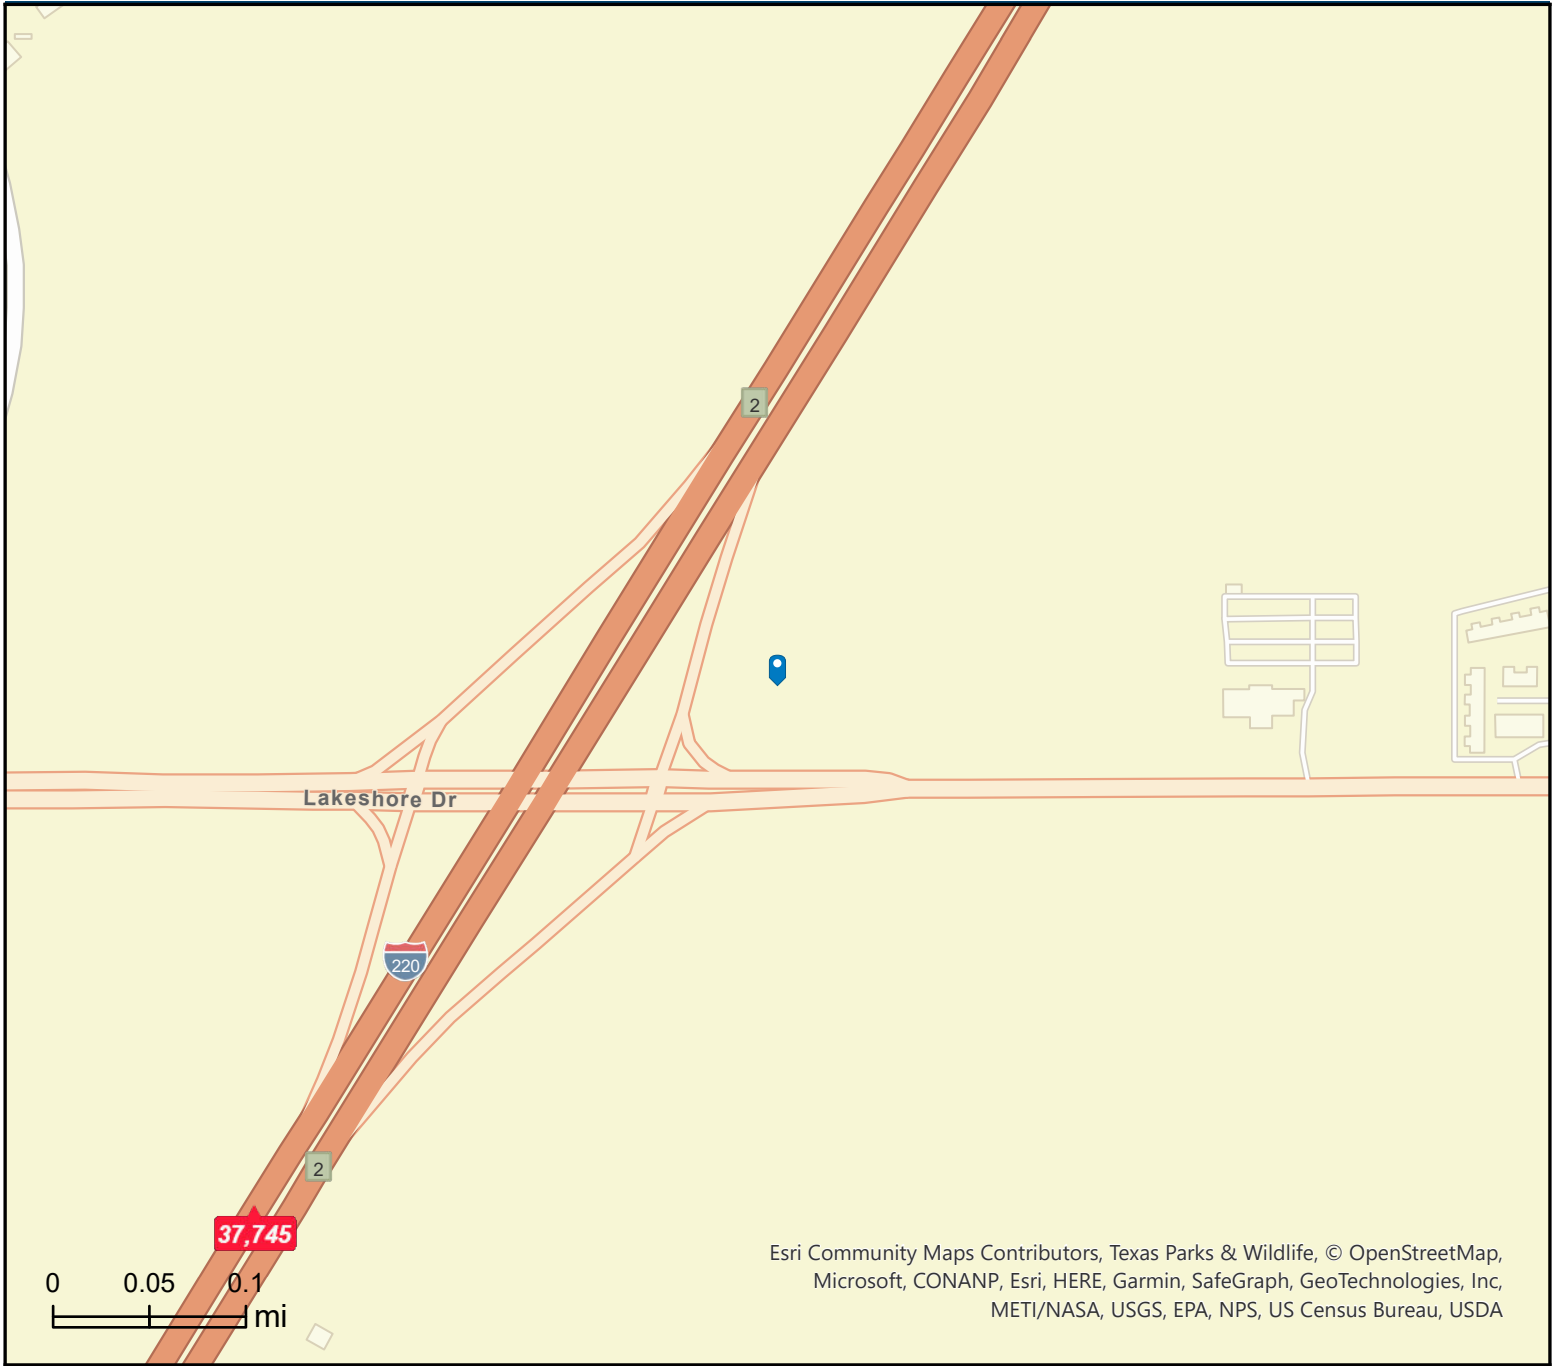 2
Lakeshore Dr
220
2
37,745
0 0.05 0.1
mi
Esri Community Maps Contributors, Texas Parks & Wildlife, © OpenStreetMap,
Microsoft, CONANP, Esri, HERE, Garmin, SafeGraph, GeoTechnologies, Inc,
METI/NASA, USGS, EPA, NPS, US Census Bureau, USDA